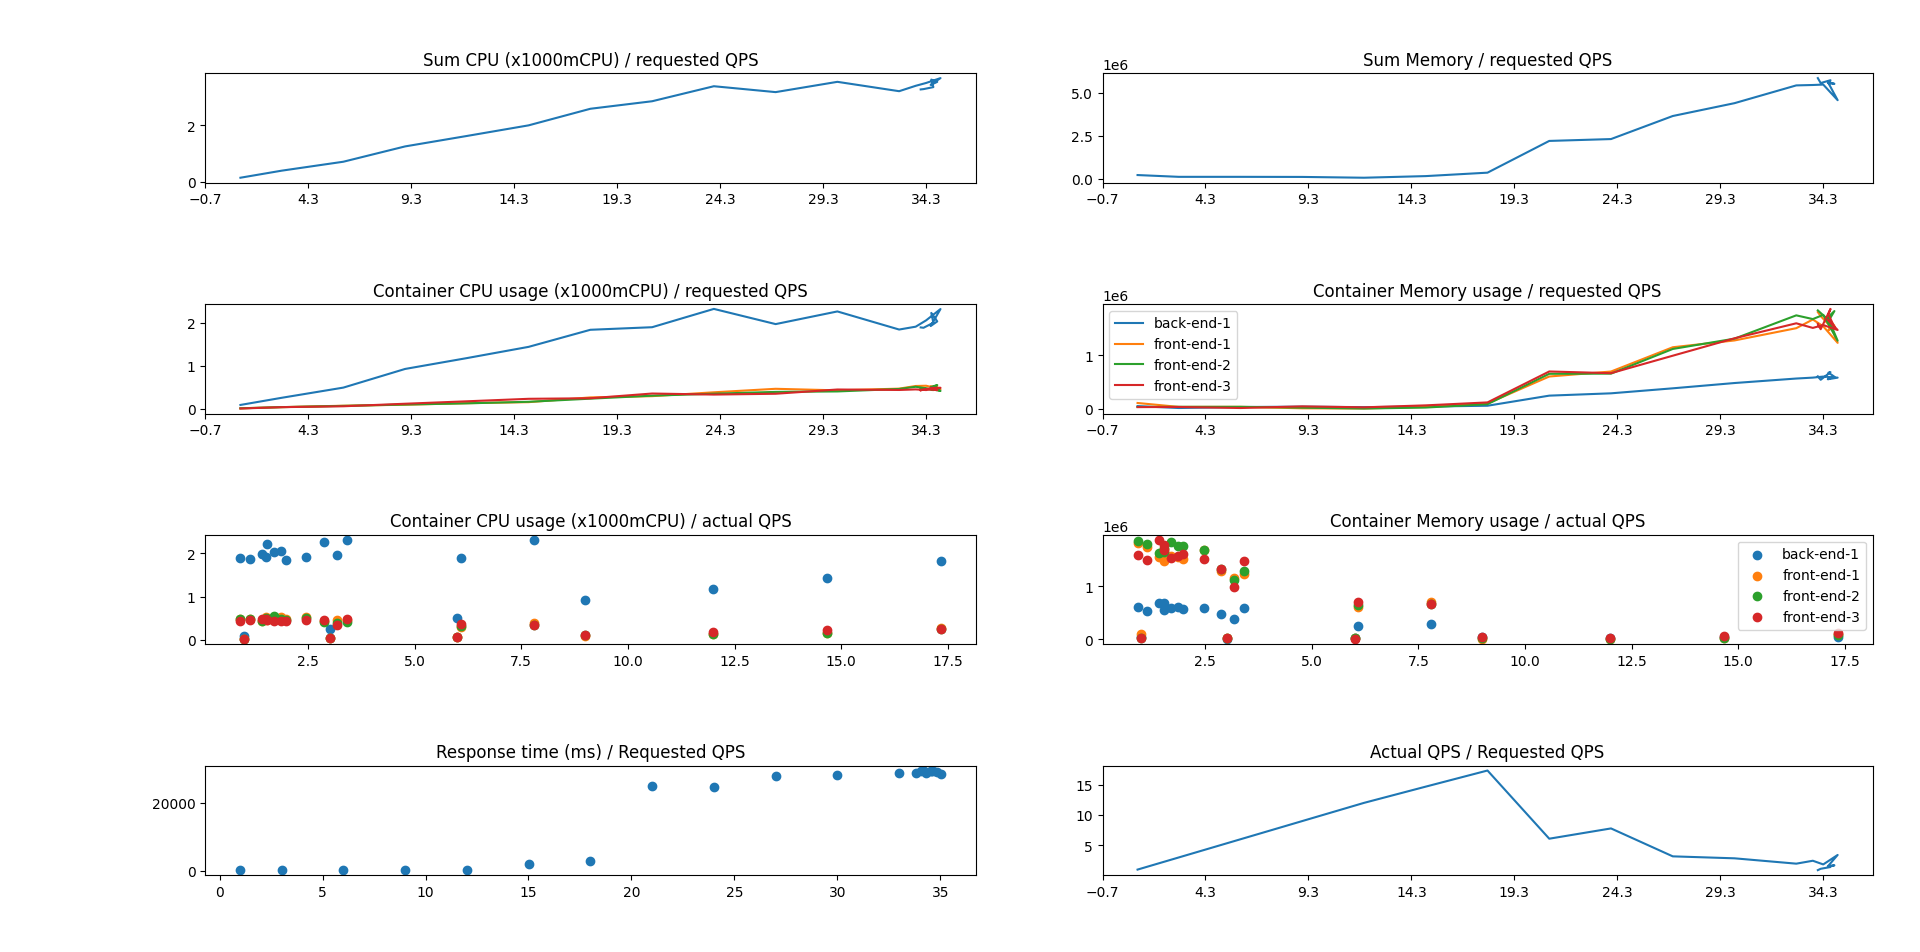 Sum CPU (x1000mCPU) / requested QPS
2
0
−0.7 4.3 9.3 14.3 19.3 24.3 29.3 34.3
Sum Memory / requested QPS
1e6
5.0
2.5
0.0
−0.7 4.3 9.3 14.3 19.3 24.3 29.3 34.3
Container CPU usage (x1000mCPU) / requested QPS
2
1
0
−0.7 4.3 9.3 14.3 19.3 24.3 29.3 34.3
Container Memory usage / requested QPS
1e6
back-end-1
front-end-1
front-end-2
front-end-3
1
0
−0.7 4.3 9.3 14.3 19.3 24.3 29.3 34.3
Container CPU usage (x1000mCPU) / actual QPS
2
1
0
2.5 5.0 7.5 10.0 12.5 15.0 17.5
Container Memory usage / actual QPS
1e6
back-end-1
front-end-1
front-end-2
front-end-3
1
0
2.5 5.0 7.5 10.0 12.5 15.0 17.5
Response time (ms) / Requested QPS
20000
0
0 5 10 15 20 25 30 35
Actual QPS / Requested QPS
15
10
5
−0.7 4.3 9.3 14.3 19.3 24.3 29.3 34.3